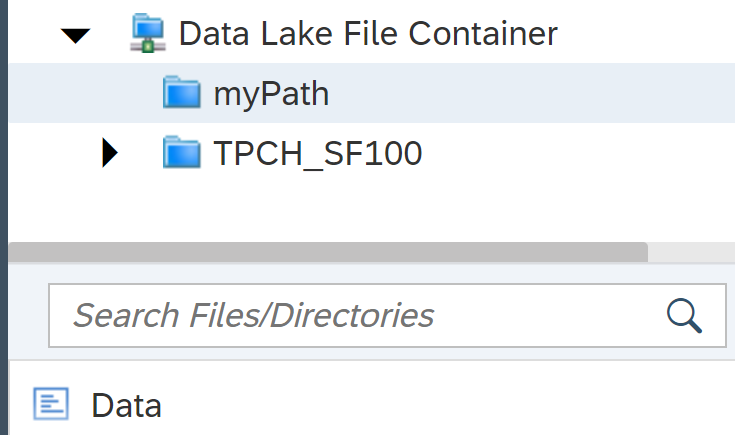 Data Lake File Container
myPath
TPCH_SF100
Search Files/Directories
Data